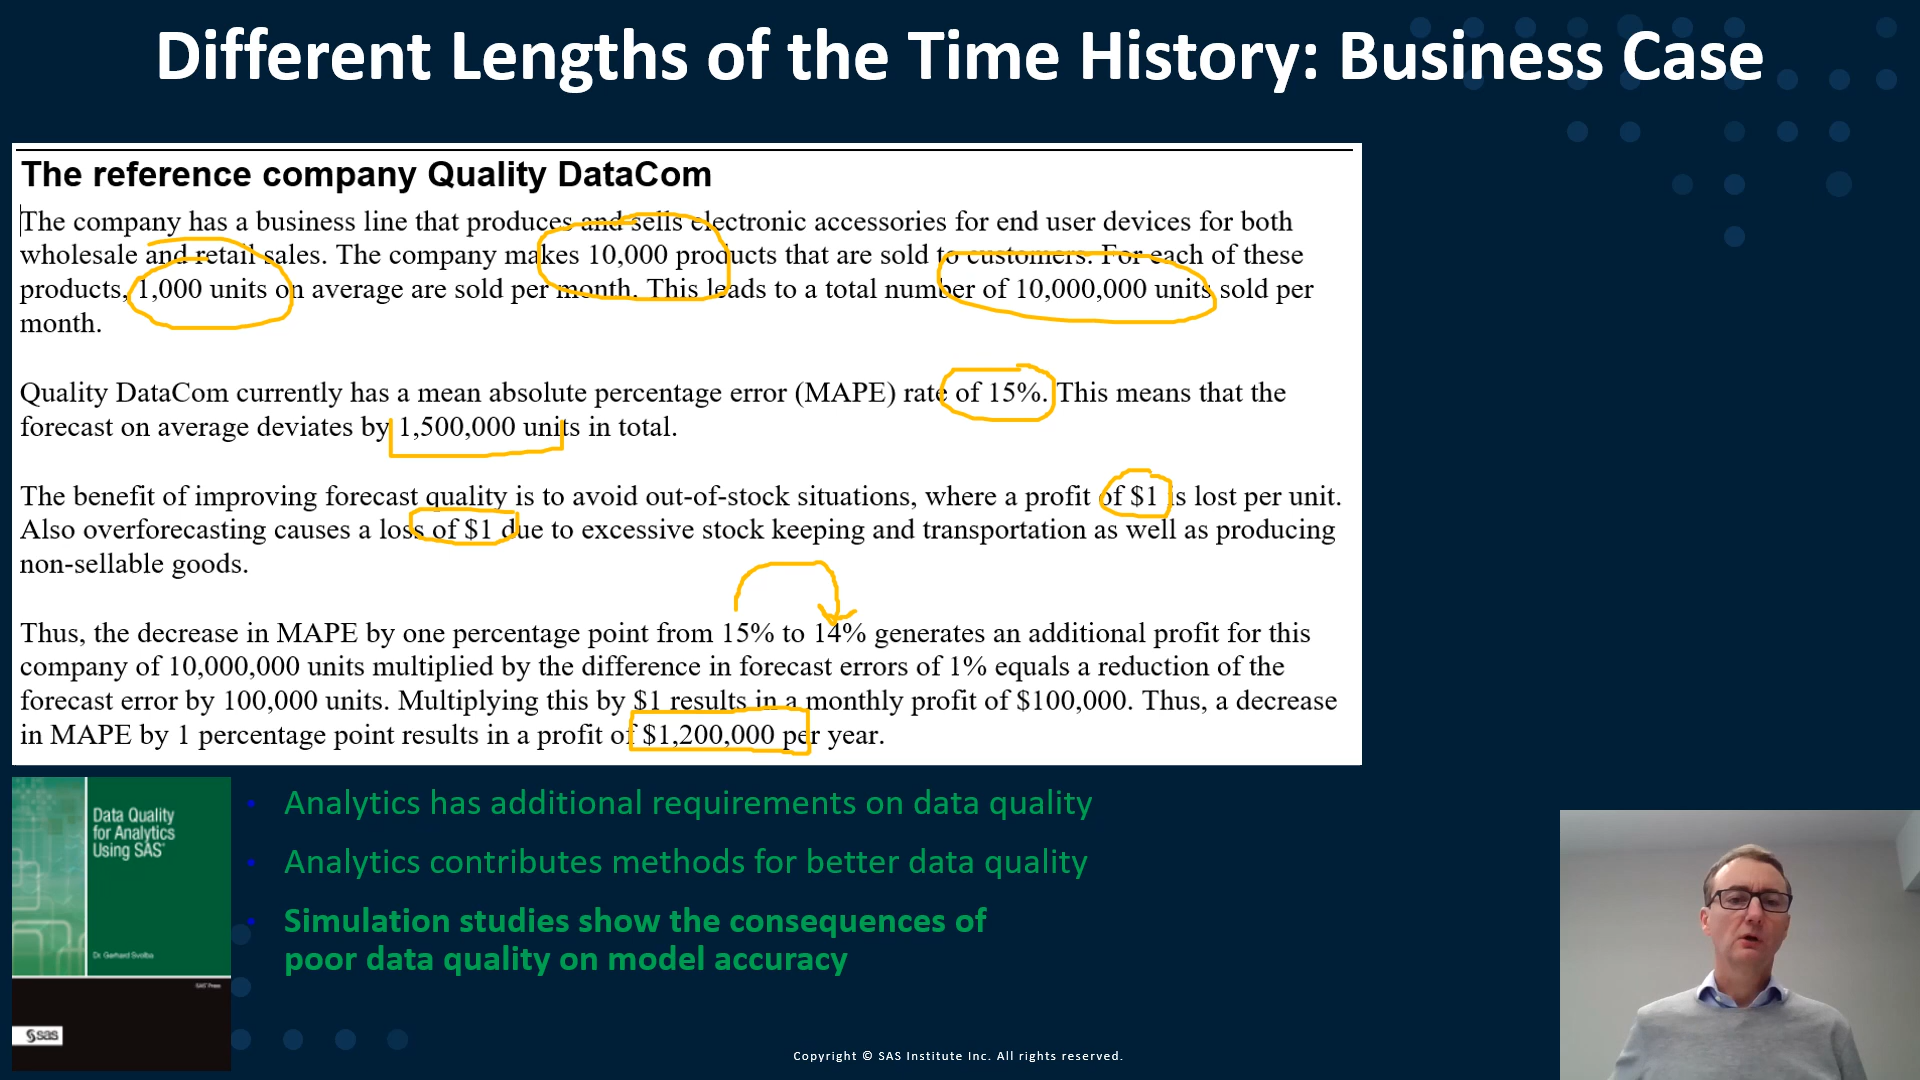 Different Lengths of the Time History: Business Case
The reference company Quality DataCom
The company has a business line that produces and sells electronic accessories for end user devices for both
wholesale and retail sales. The company makes 10,000 products that are sold to customers. For each of these
products, 1,000 units on average are sold per month. This leads to a total number of 10,000,000 units sold per
month.
Quality DataCom currently has a mean absolute percentage error (MAPE) rate of 15%. This means that the
forecast on average deviates by 1,500,000 units in total.
The benefit of improving forecast quality is to avoid out-of-stock situations, where a profit of $1 is lost per unit.
Also overforecasting causes a loss of $1 due to excessive stock keeping and transportation as well as producing
non-sellable goods.
Thus, the decrease in MAPE by one percentage point from 15% to 14% generates an additional profit for this
company of 10,000,000 units multiplied by the difference in forecast errors of 1% equals a reduction of the
forecast error by 100,000 units. Multiplying this by $1 results in a monthly profit of $100,000. Thus, a decrease
in MAPE by 1 percentage point results in a profit of $1,200,000 per year.
Data Quality
for Analytics
Using SAS®
Dr. Gerhard Svolba
SAS Press
sas
• Analytics has additional requirements on data quality
• Analytics contributes methods for better data quality
• Simulation studies show the consequences of
poor data quality on model accuracy
Copyright © SAS Institute Inc. All rights reserved.